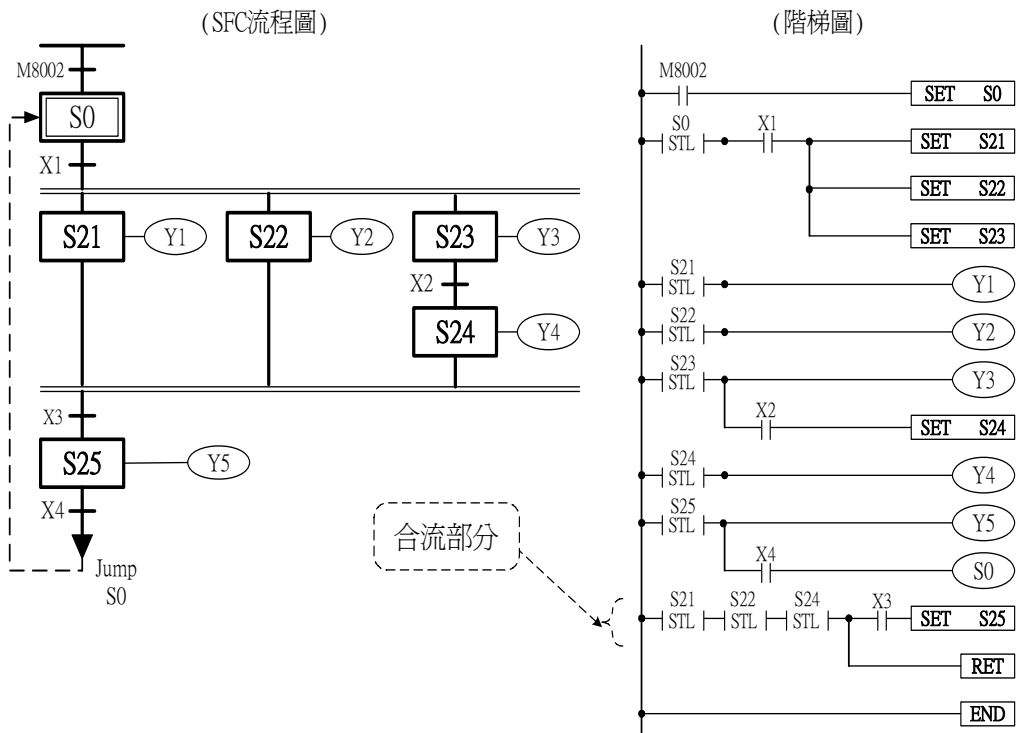 (SFC流程圖)
M8002
S0
X1
S21 Y1 S22 Y2 S23 Y3
X2
S24 Y4
X3
S25 Y5
X4
Jump
S0
合流部分
(階梯圖)
M8002
SET S0
S0 X1
STL SET S21
SET S22
SET S23
S21
STL Y1
S22
STL Y2
S23
STL Y3
X2
SET S24
S24
STL Y4
S25
STL Y5
X4
S0
S21 S22 S24 X3
STL STL STL SET S25
RET
END